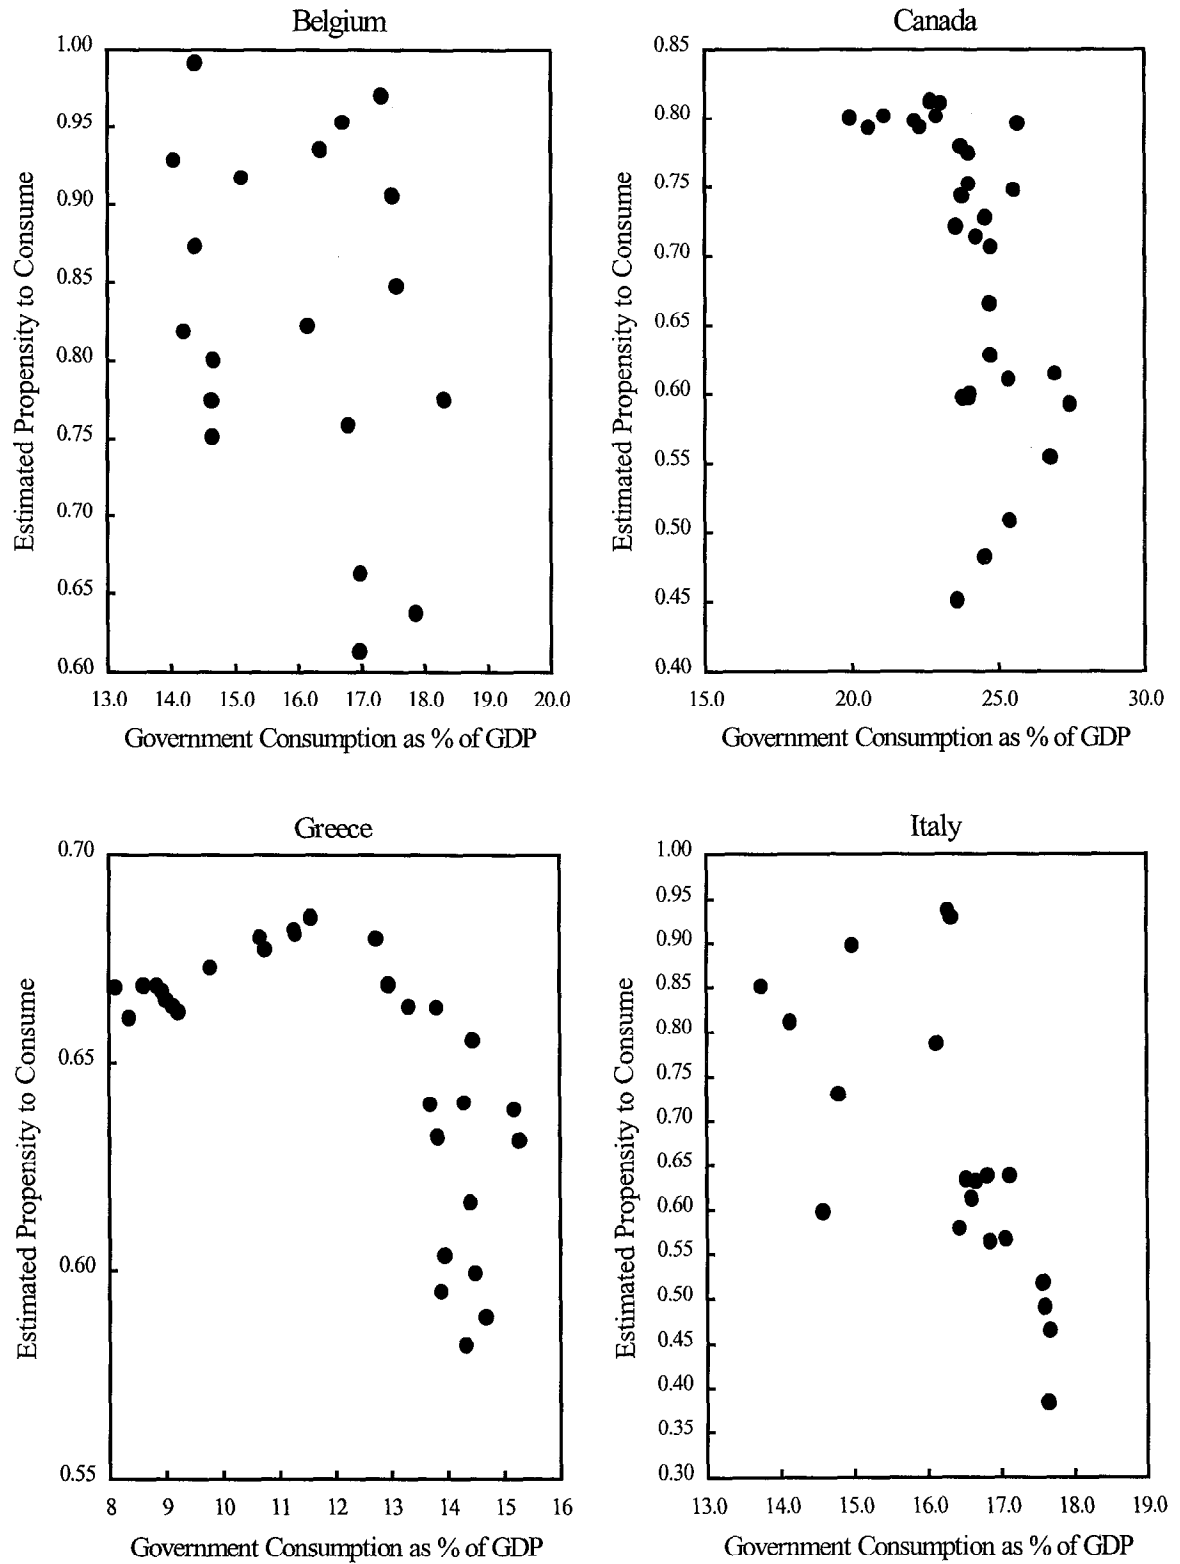 Belgium
1.00
0.95
0.90
0.85
0.80
0.75
0.70
0.65
0.60
Estimated Propensity to Consume
13.0 14.0 15.0 16.0 17.0 18.0 19.0 20.0
Government Consumption as % of GDP
Canada
0.85
0.80
0.75
0.70
0.65
0.60
0.55
0.50
0.45
0.40
Estimated Propensity to Consume
15.0 20.0 25.0 30.0
Government Consumption as % of GDP
Greece
0.70
0.65
0.60
0.55
Estimated Propensity to Consume
8 9 10 11 12 13 14 15 16
Government Consumption as % of GDP
Italy
1.00
0.95
0.90
0.85
0.80
0.75
0.70
0.65
0.60
0.55
0.50
0.45
0.40
0.35
0.30
Estimated Propensity to Consume
13.0 14.0 15.0 16.0 17.0 18.0 19.0
Government Consumption as % of GDP